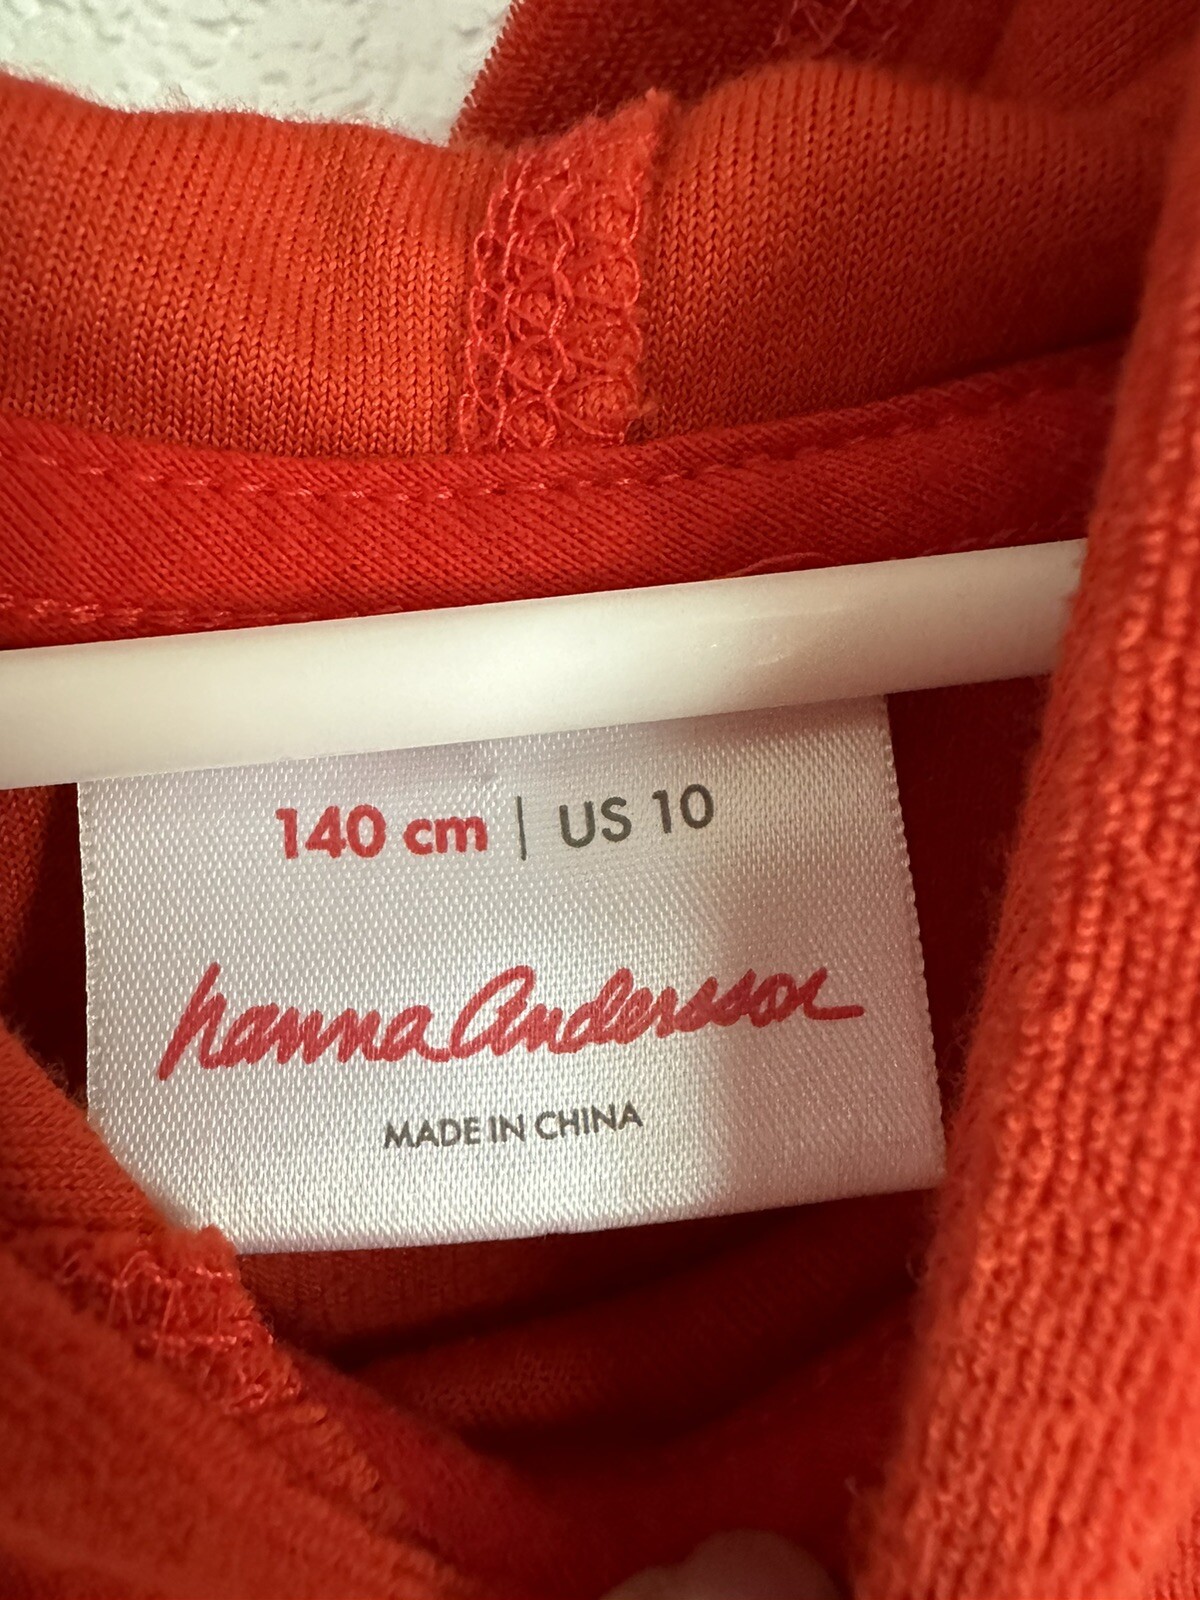 140 cm | US 10
hanna Andersson
MADE IN CHINA